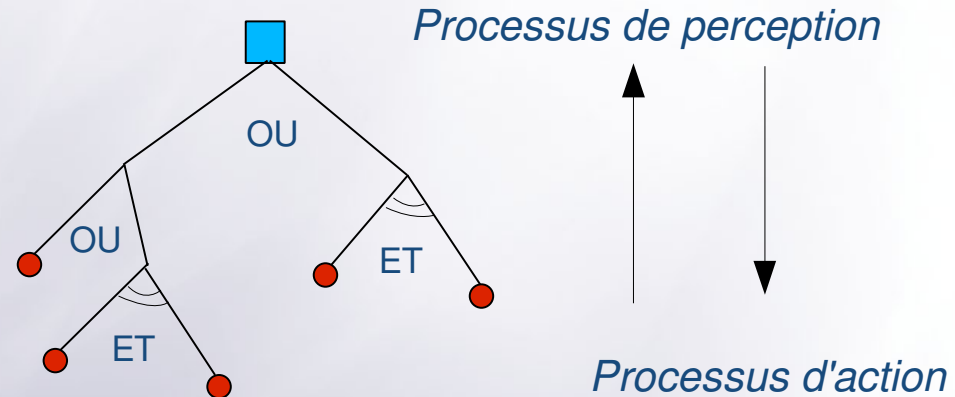 Processus de perception
OU
OU
ET
ET
Processus d'action